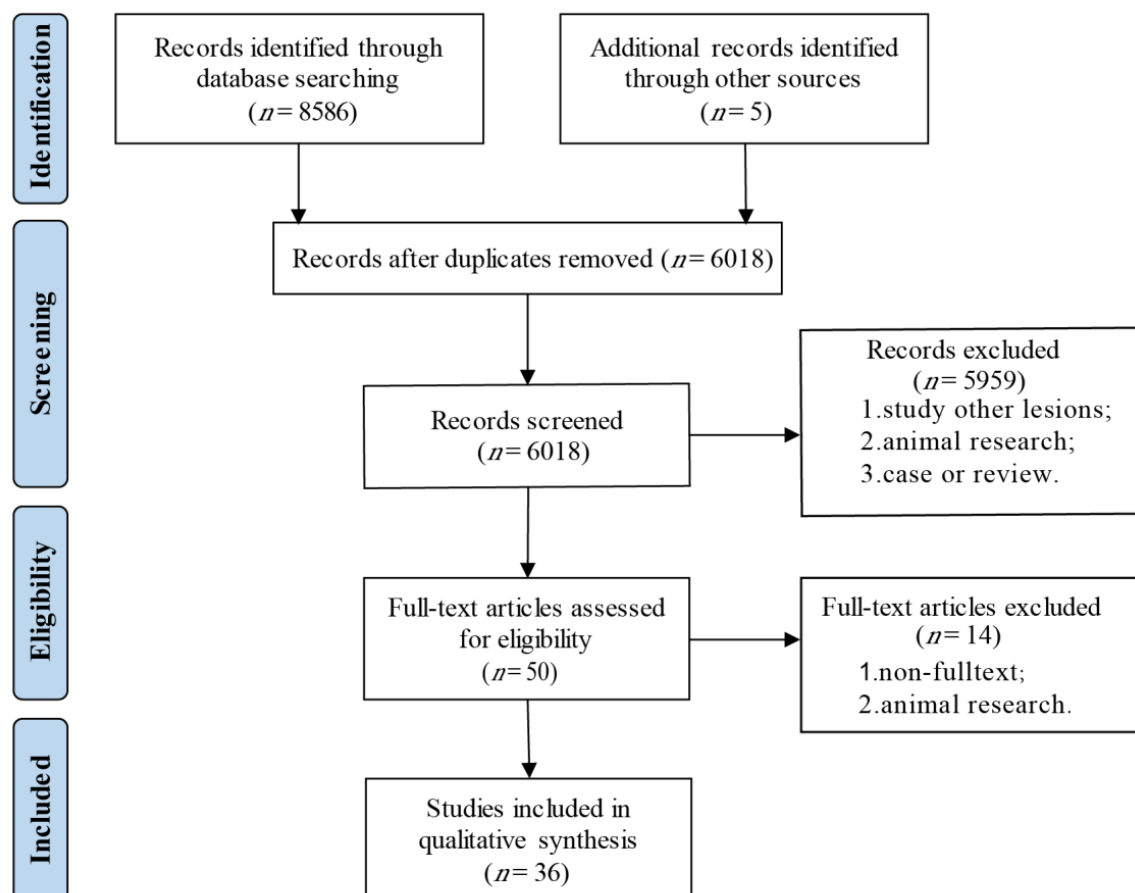 Identification
Records identified through
database searching
(n= 8586)
Additional records identified
through other sources
(n= 5)
Screening
Records after duplicates removed (n= 6018)
Records screened
(n= 6018)
Records excluded
(n= 5959)
1.study other lesions;
2.animal research;
3.case or review.
Eligibility
Full-text articles assessed
for eligibility
(n= 50)
Full-text articles excluded
(n= 14)
1.non-fulltext;
2.animal research.
Included
Studies included in
qualitative synthesis
(n= 36)